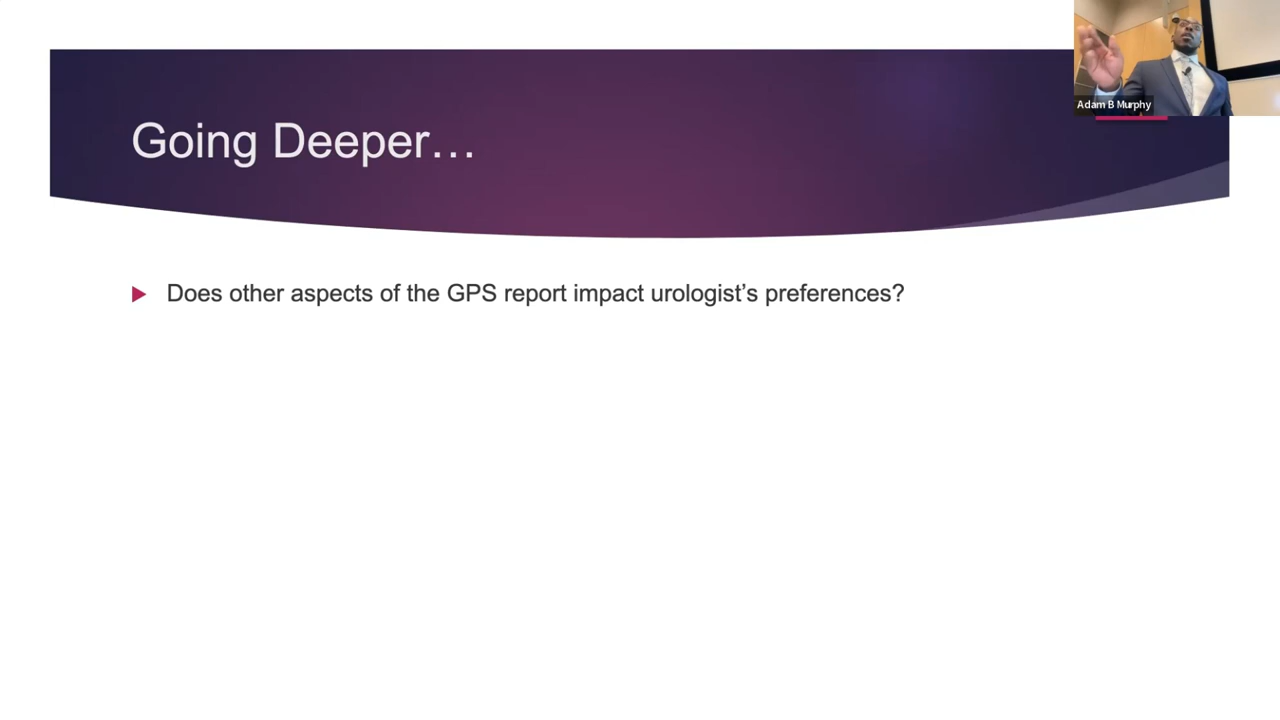 Adam B Murphy
Going Deeper…
Does other aspects of the GPS report impact urologist’s preferences?